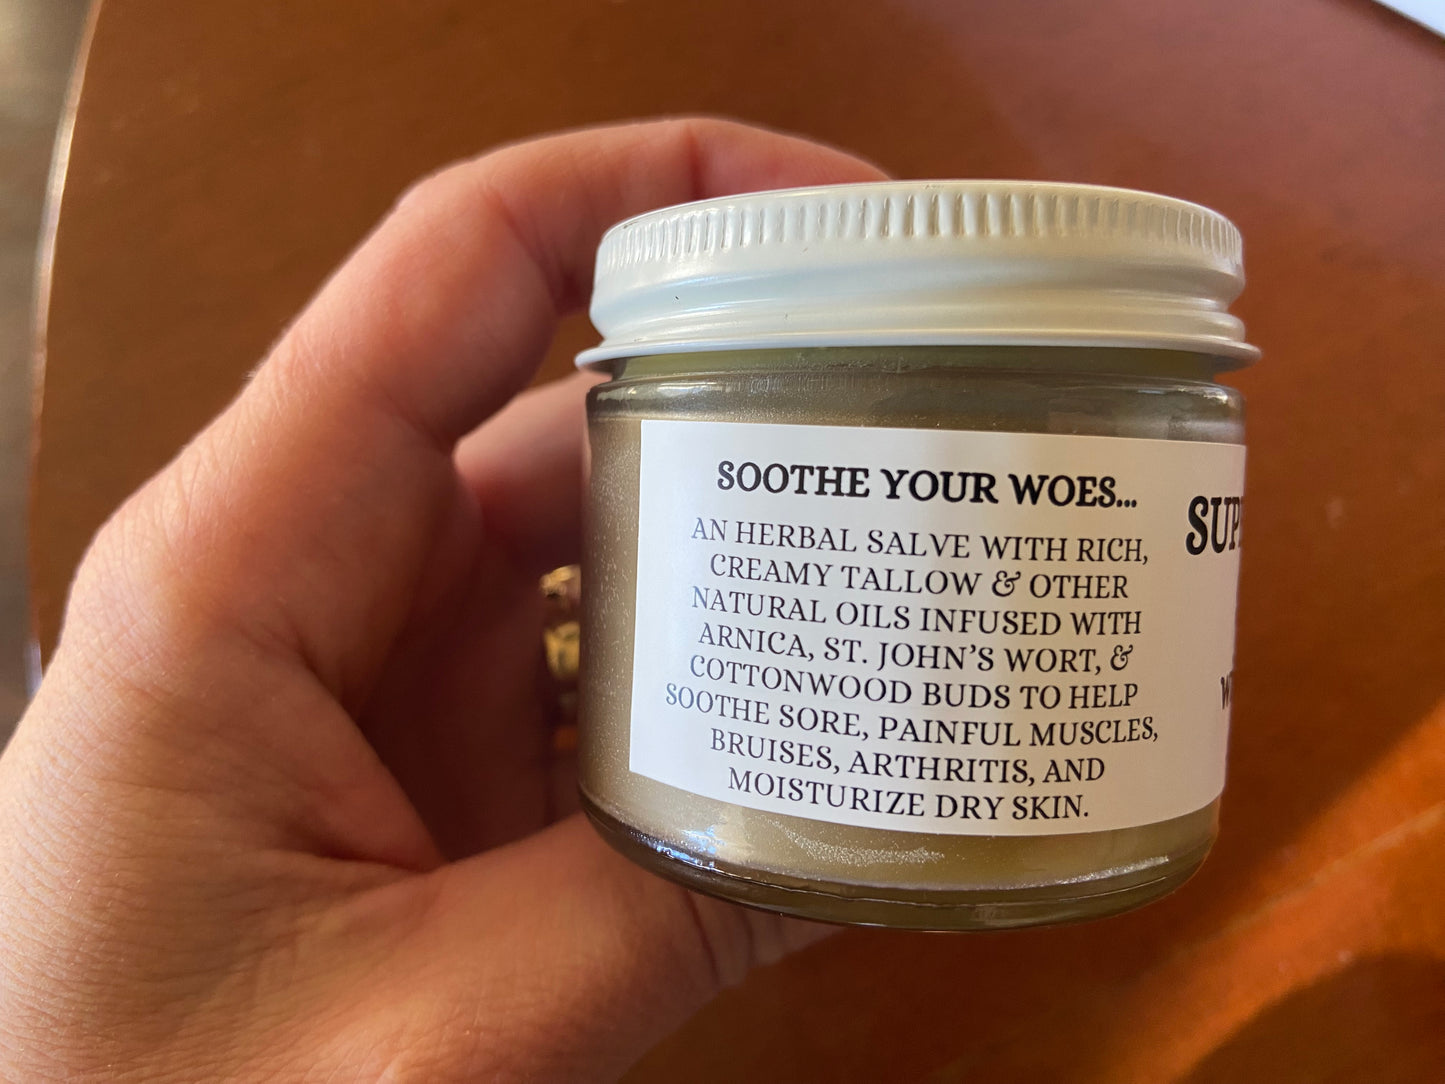 SOOTHE YOUR WOES...
AN HERBAL SALVE WITH RICH,
CREAMY TALLOW & OTHER
NATURAL OILS INFUSED WITH
ARNICA, ST. JOHN'S WORT, &
COTTONWOOD BUDS TO HELP
SOOTHE SORE, PAINFUL MUSCLES,
BRUISES, ARTHRITIS, AND
MOISTURIZE DRY SKIN.